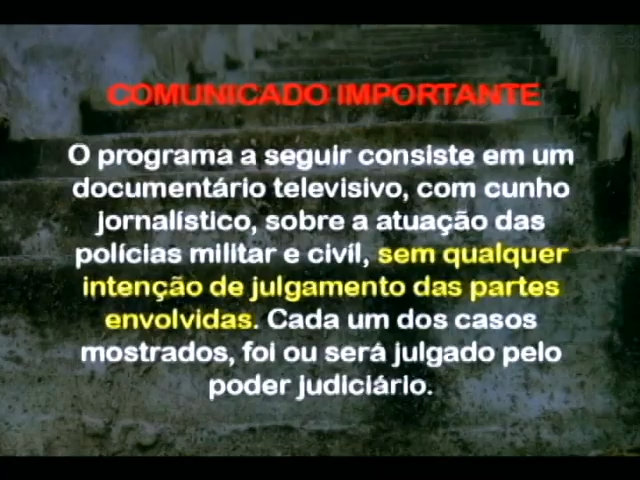 COMUNICADO IMPORTANTE
O programa a seguir consiste em um
documentário televisivo, com cunho
jornalístico, sobre a atuação das
polícias militar e civil, sem qualquer
intenção de julgamento das partes
envolvidas. Cada um dos casos
mostrados, foi ou será julgado pelo
poder judiciário.